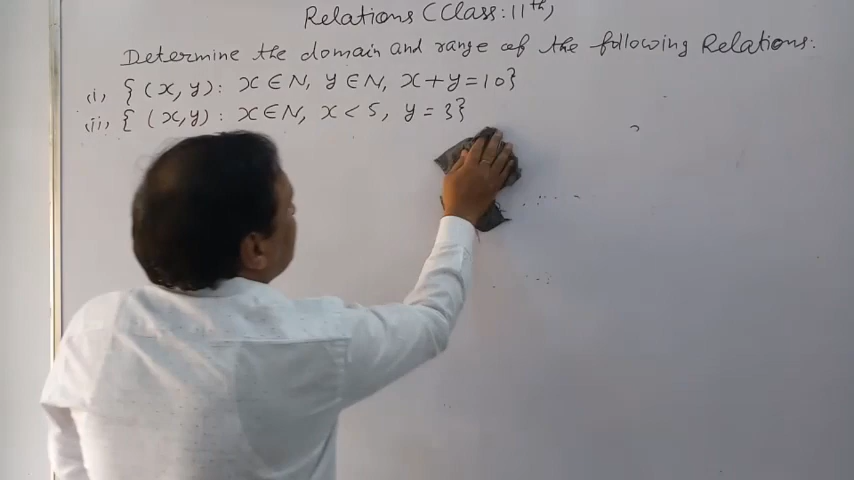 Relations (Class: 11th)
Determine the domain and range of the following Relations:
(i) { (x, y): x ∈ N, y ∈ N, x + y = 10}
(ii) { (x,y) : x ∈ N, x < 5, y = 3}